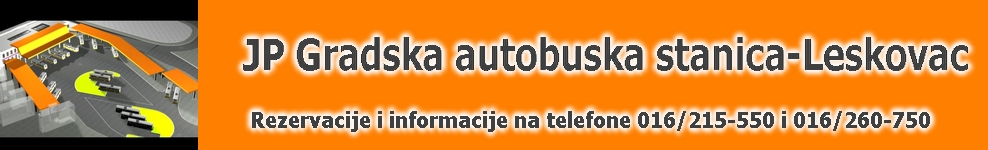 JP Gradska autobuska stanica-Leskovac
Rezervacije i informacije na telefone 016/215-550 i 016/260-750